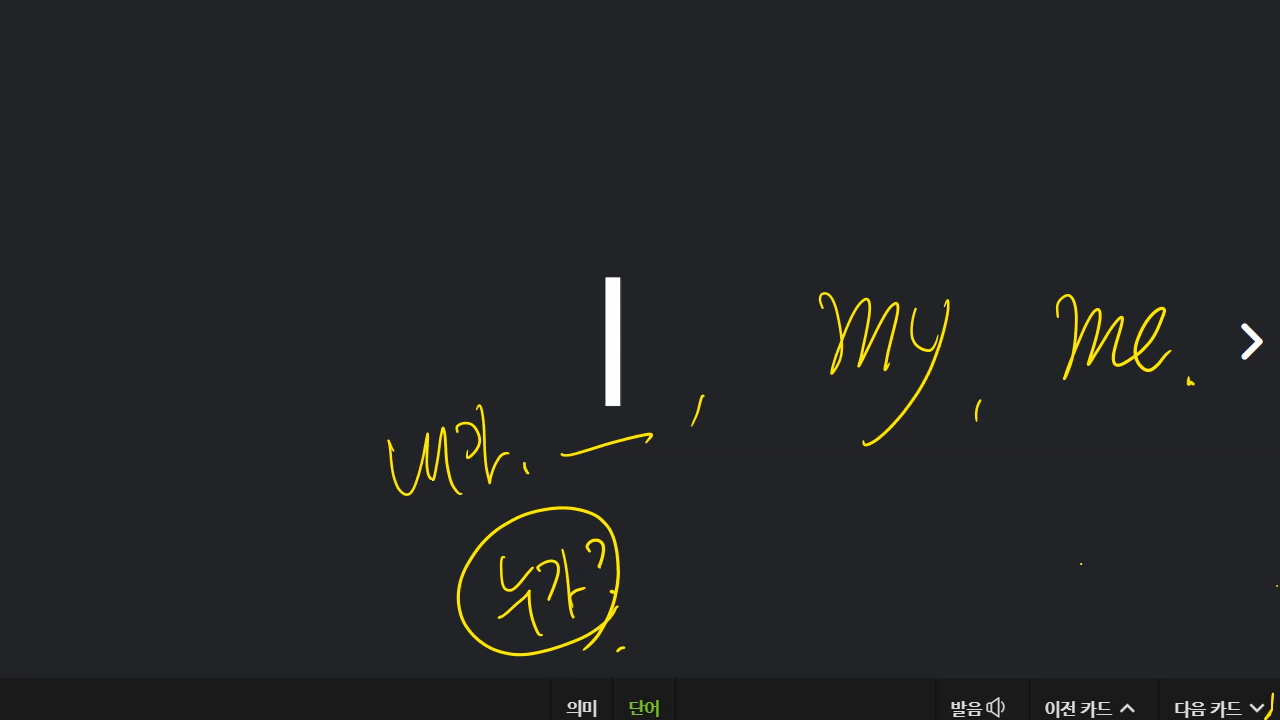 I, my, me.
내가.
누가?
의미 단어 발음 이전 카드 다음 카드